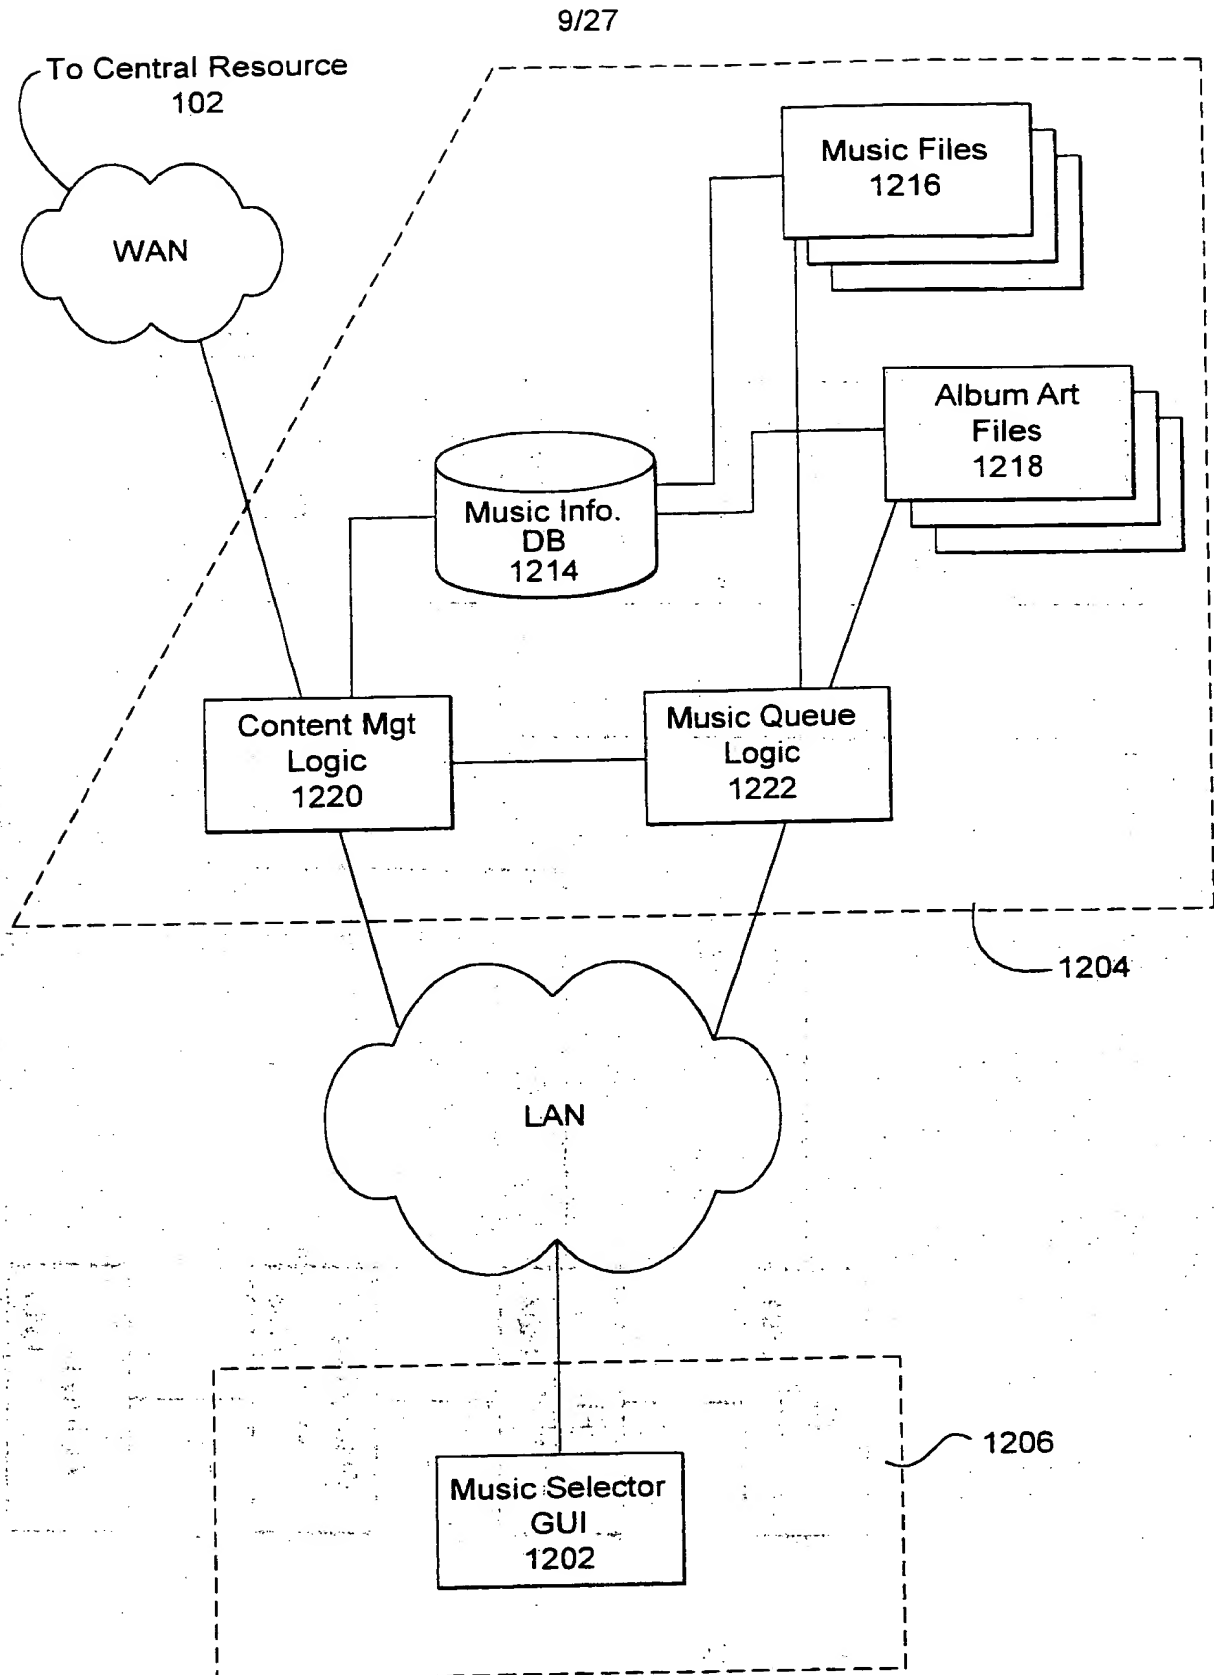 9/27
To Central Resource
102
WAN
Music Files
1216
Album Art
Files
1218
Music Info.
DB
1214
Content Mgt
Logic
1220
Music Queue
Logic
1222
1204
LAN
1206
Music Selector
GUI
1202